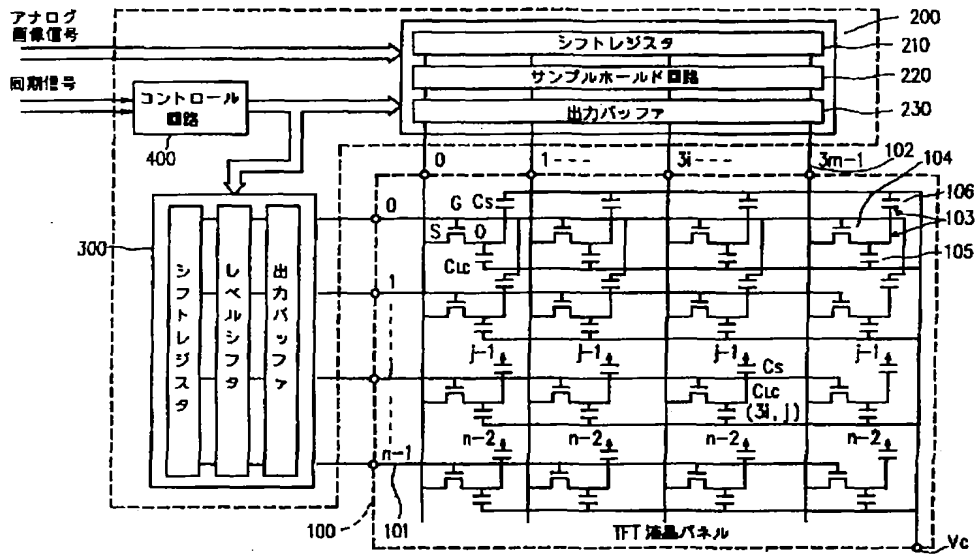 アナログ
画像信号
同期信号
コントロール
回路
400
200
シフトレジスタ
210
サンプルホールド回路
220
出力バッファ
230
0
1---
3i---
3m-1
102
104
0
G
Cs
106
S
D
103
CLC
105
300
シフトレジスタ
レベルシフタ
出力バッファ
1
j-1
j-1
j-1
j-1
j
Cs
CLC
(3i,j)
n-2
n-2
n-2
n-2
n-1
100
101
TFT液晶パネル
Vc